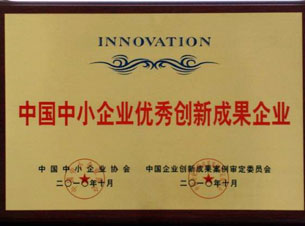 INNOVATION
中国中小企业优秀创新成果企业
中国中小企业协会 中国企业创新成果案例审定委员会
二〇一〇年十月 二〇一〇年十月